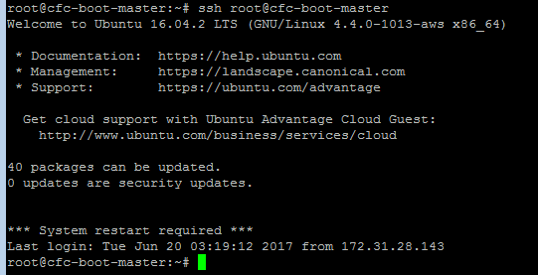 root@cfc-boot-master:~# ssh root@cfc-boot-master
Welcome to Ubuntu 16.04.2 LTS (GNU/Linux 4.4.0-1013-aws x86_64)
* Documentation:  https://help.ubuntu.com
* Management:     https://landscape.canonical.com
* Support:        https://ubuntu.com/advantage
Get cloud support with Ubuntu Advantage Cloud Guest:
http://www.ubuntu.com/business/services/cloud
40 packages can be updated.
0 updates are security updates.
*** System restart required ***
Last login: Tue Jun 20 03:19:12 2017 from 172.31.28.143
root@cfc-boot-master:~#